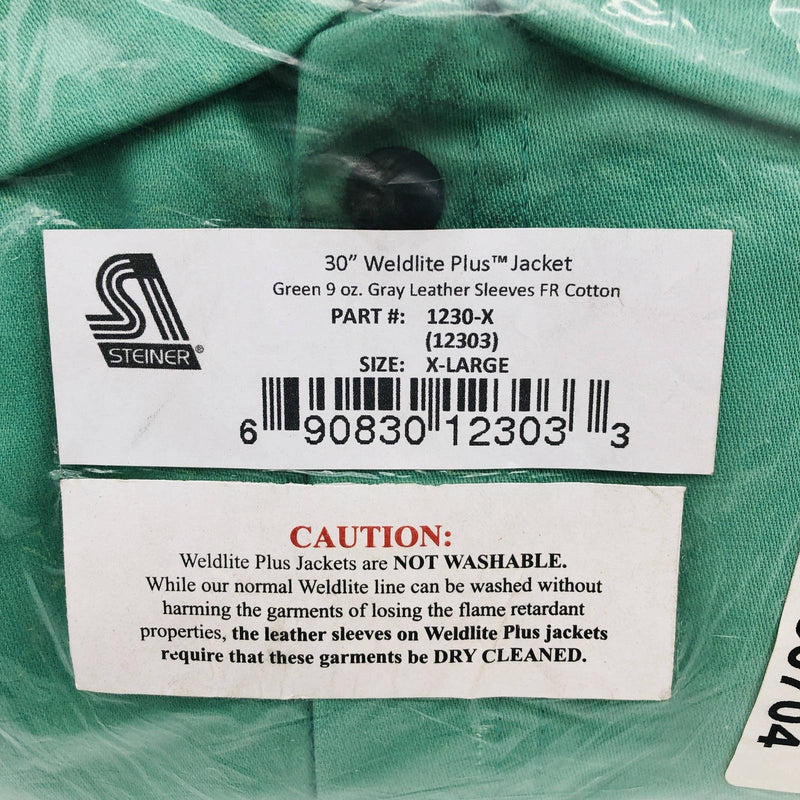 30” Weldlite Plus™ Jacket
Green 9 oz. Gray Leather Sleeves FR Cotton
PART #: 1230-X
(12303)
SIZE: X-LARGE
STEINER®
6 90830 12303 3
CAUTION:
Weldlite Plus Jackets are NOT WASHABLE.
While our normal Weldlite line can be washed without
harming the garments of losing the flame retardant
properties, the leather sleeves on Weldlite Plus jackets
require that these garments be DRY CLEANED.